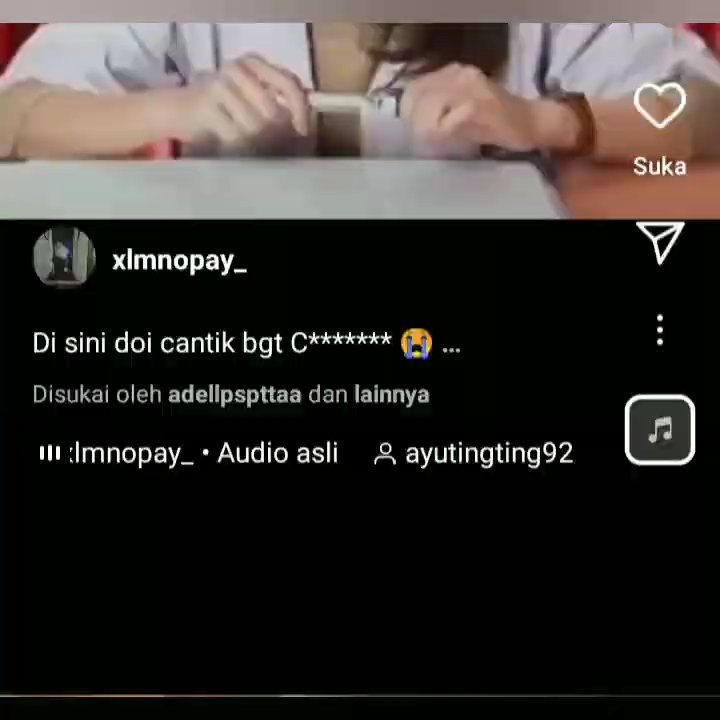 Suka
xlmnopay_
Di sini doi cantik bgt C******* 😭 ...
Disukai oleh adellpspttaa dan lainnya
lmnopay_ • Audio asli ayutingting92